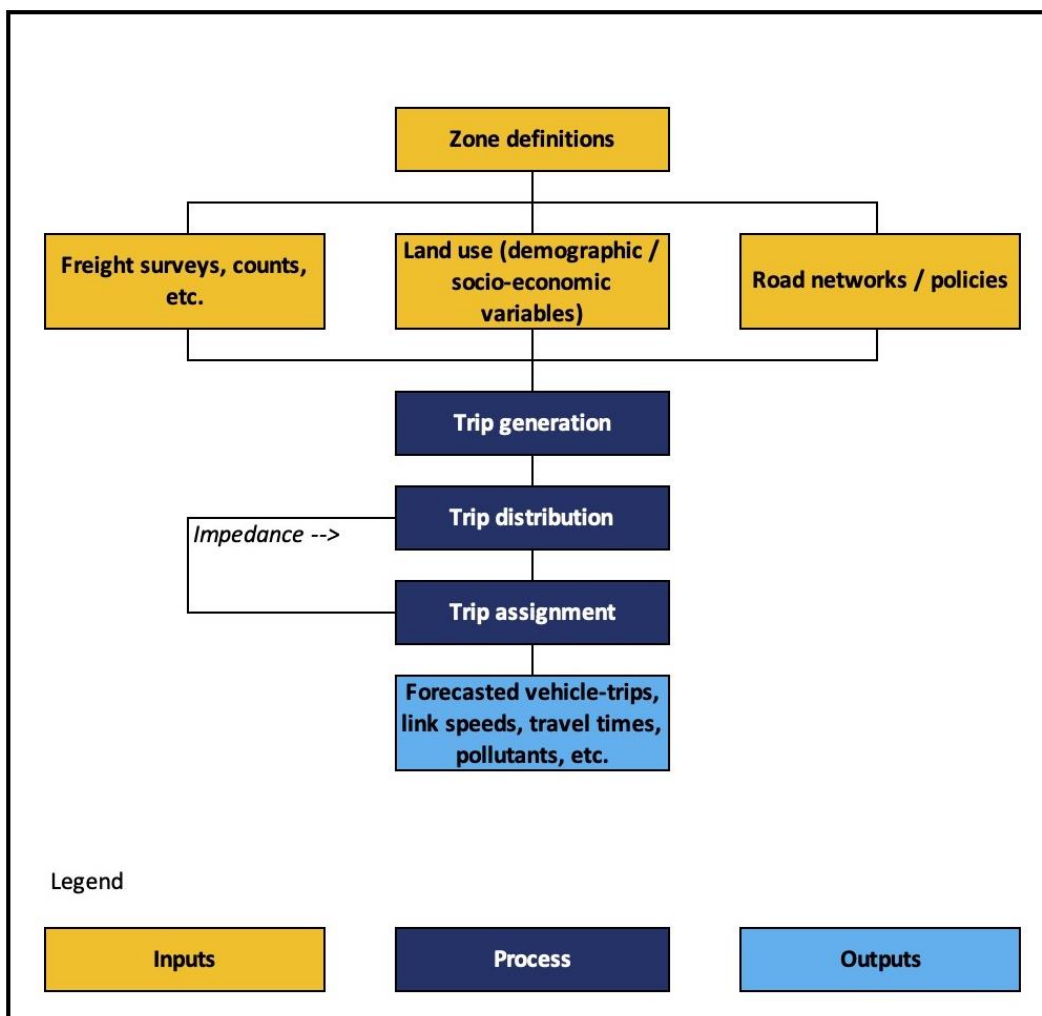 Zone definitions
Freight surveys, counts,
etc.
Land use (demographic /
socio-economic
variables)
Road networks / policies
Trip generation
Trip distribution
Impedance -->
Trip assignment
Forecasted vehicle-trips,
link speeds, travel times,
pollutants, etc.
Legend
Inputs
Process
Outputs